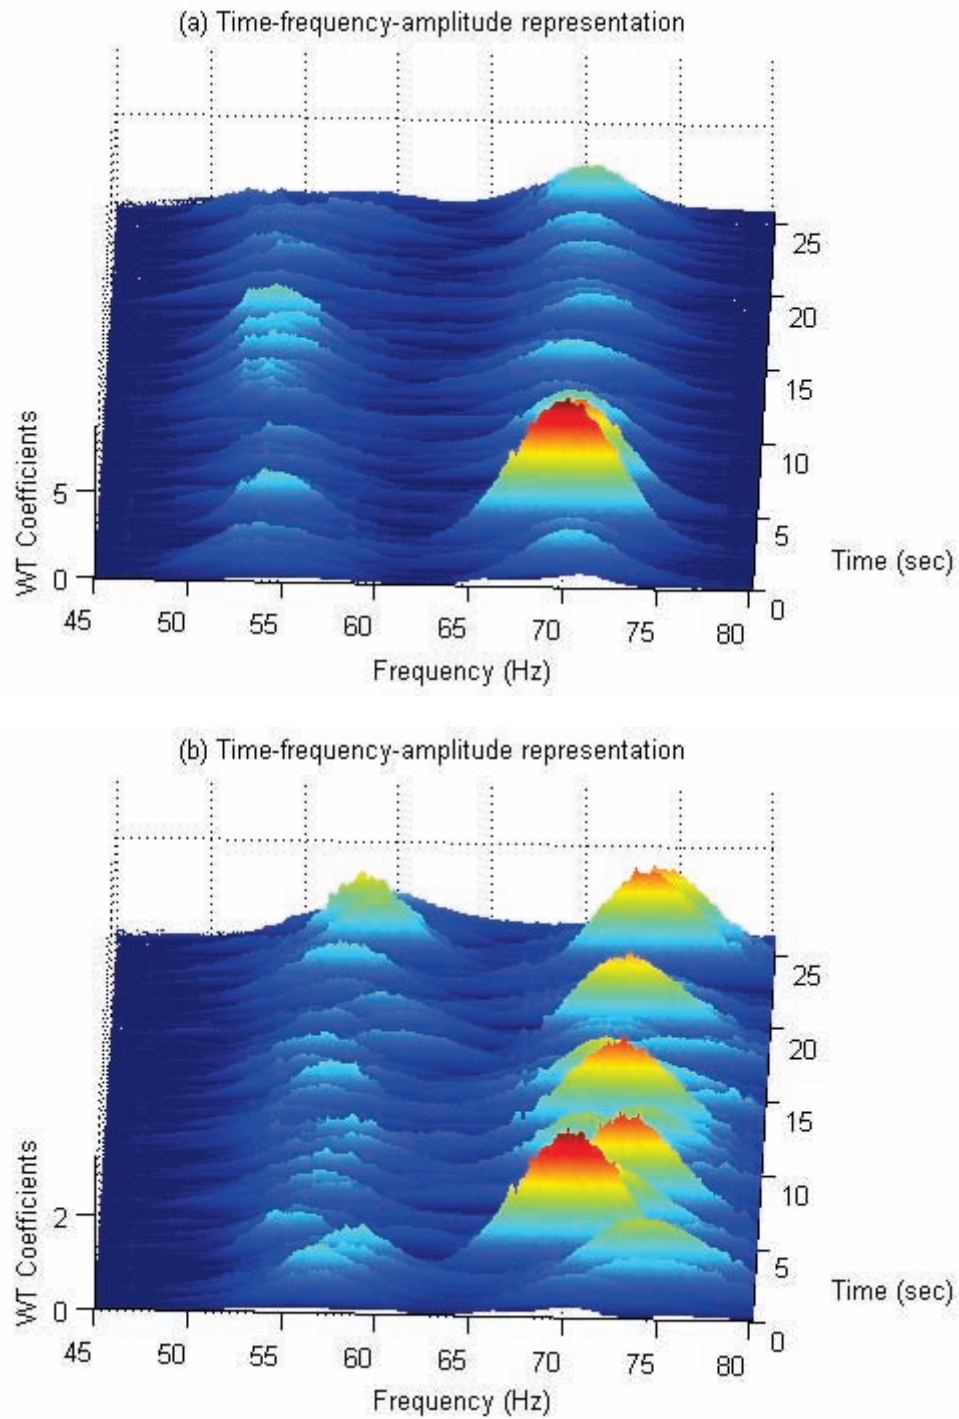 (a) Time-frequency-amplitude representation
25
20
15
10
5
0
Time (sec)
WT Coefficients
5
0
45 50 55 60 65 70 75 80
Frequency (Hz)
(b) Time-frequency-amplitude representation
25
20
15
10
5
0
Time (sec)
WT Coefficients
2
0
45 50 55 60 65 70 75 80
Frequency (Hz)